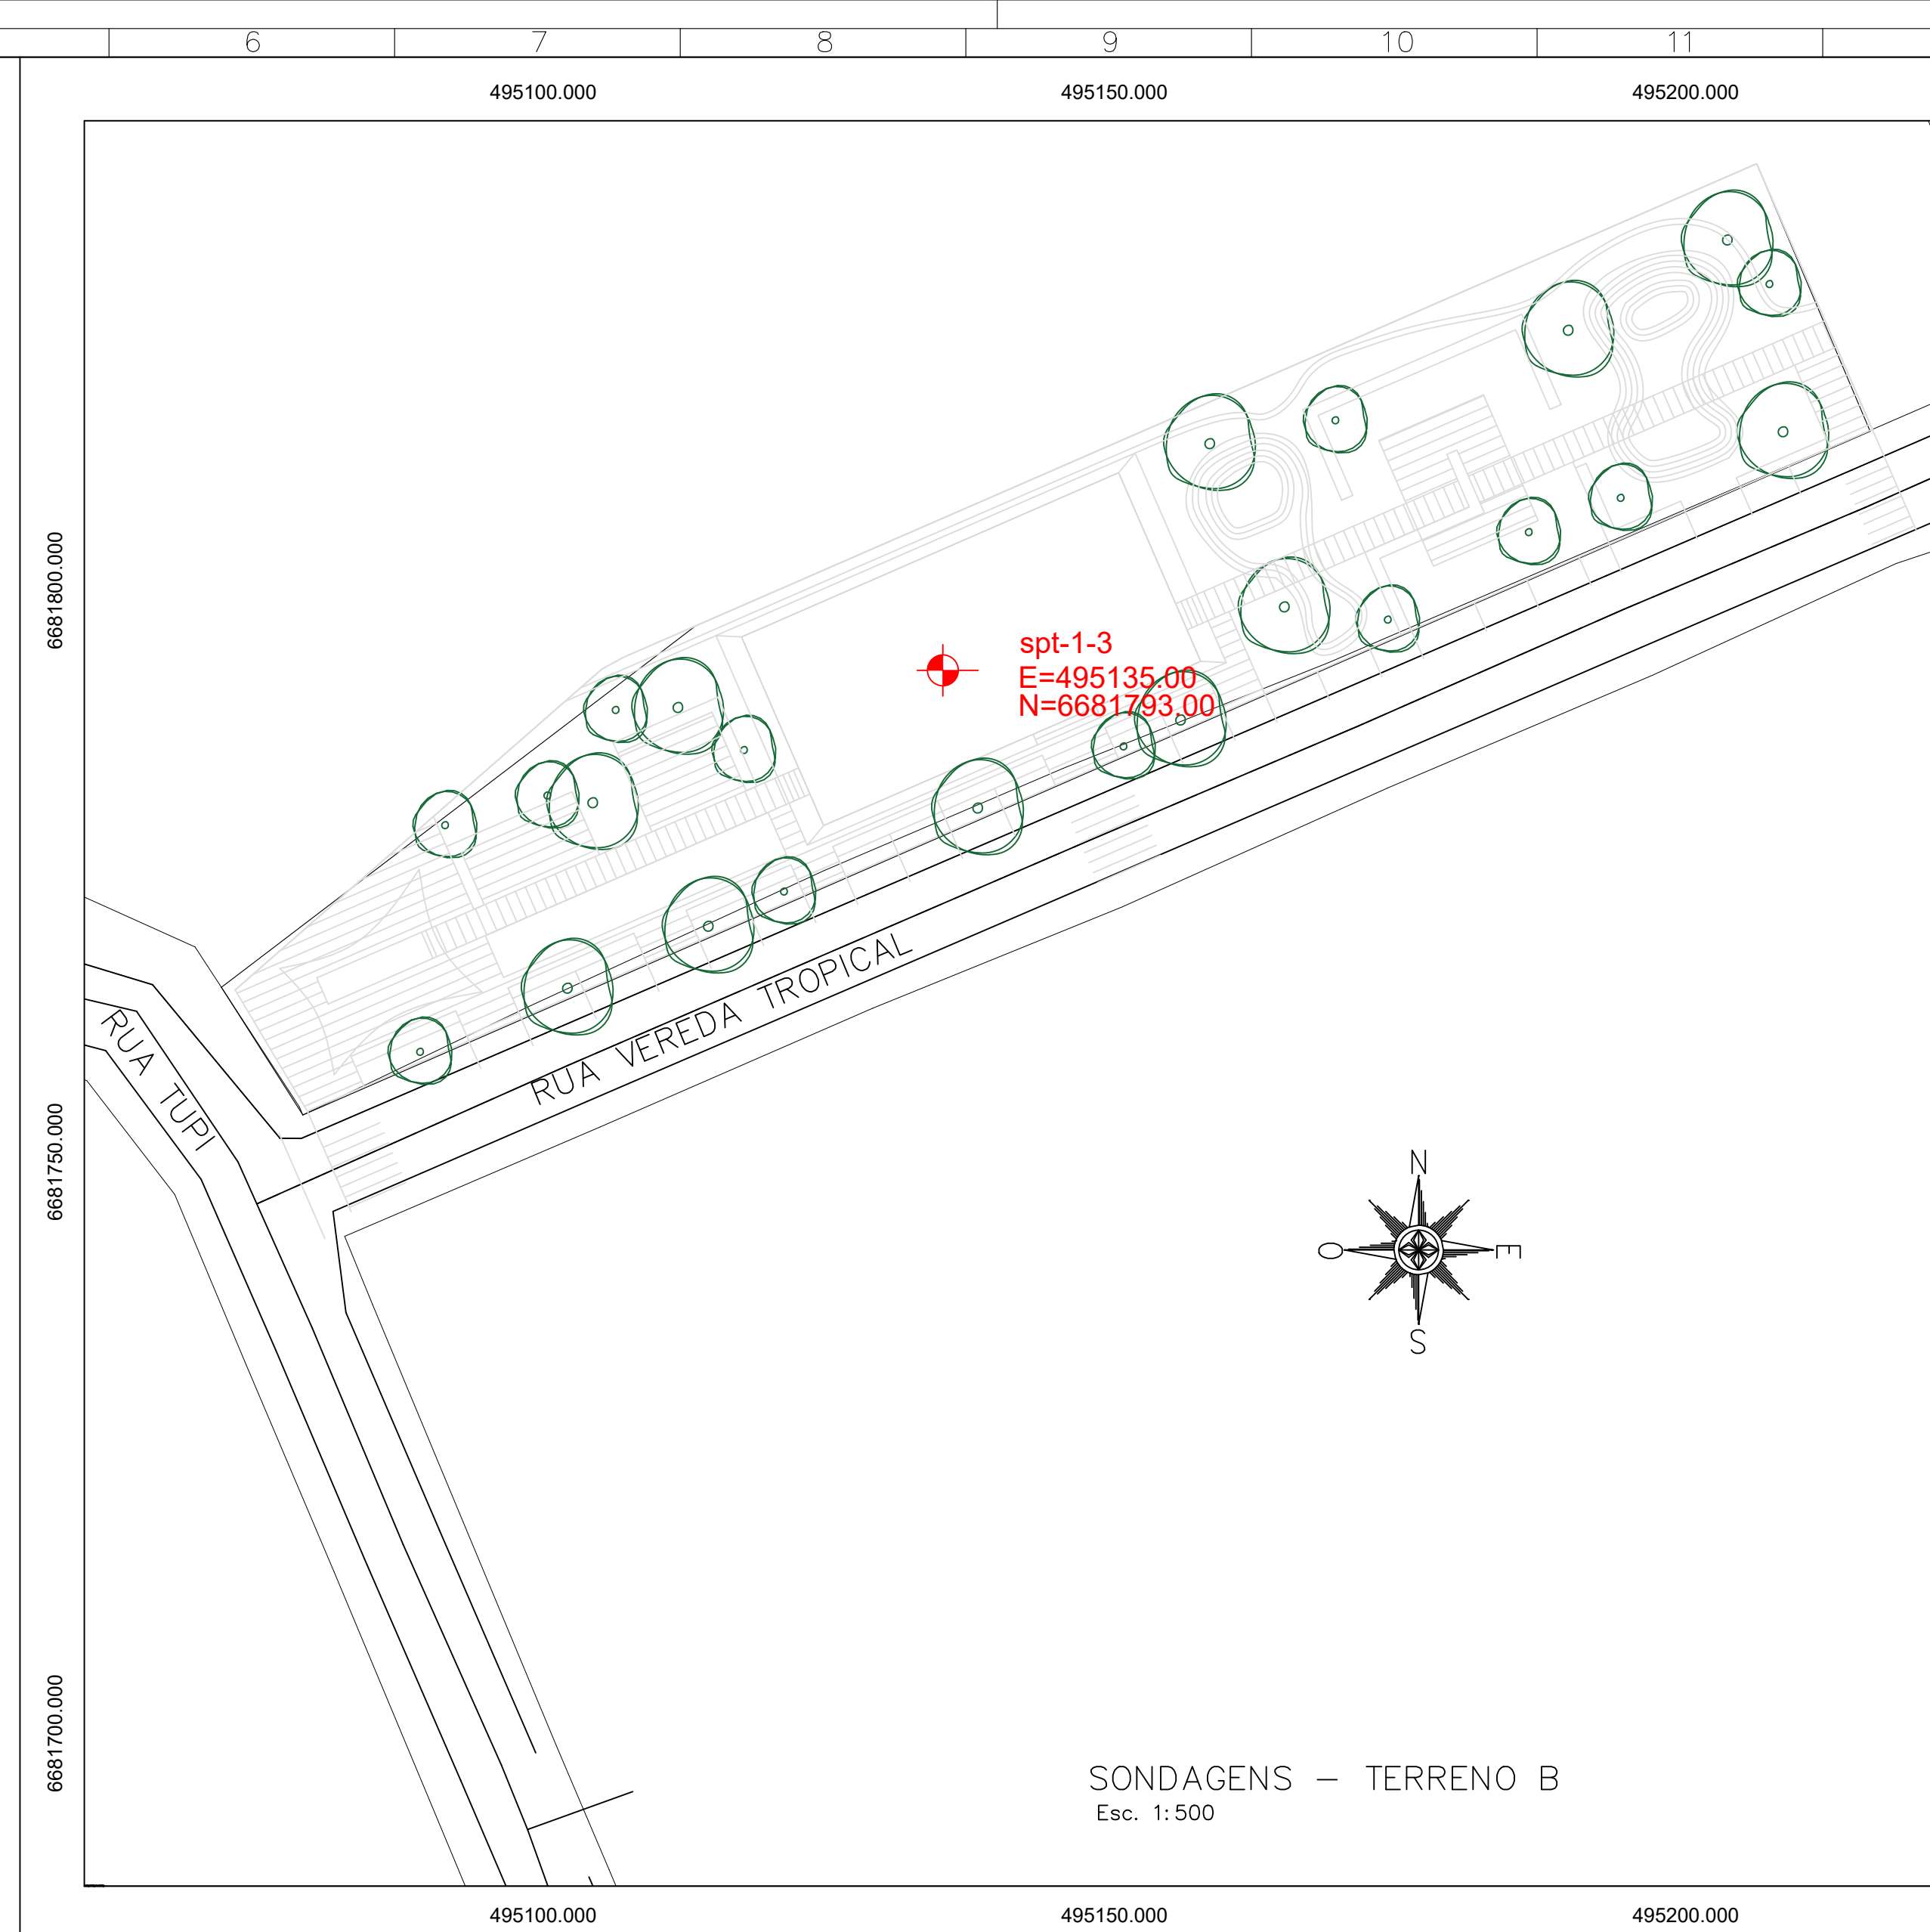 6 7 8 9 10 11
495100.000 495150.000 495200.000
6681800.000
spt-1-3
E=495135.00
N=6681793.00
RUA VEREDA TROPICAL
RUA TUPI
6681750.000
N
O E
S
6681700.000
SONDAGENS - TERRENO B
Esc. 1:500
495100.000 495150.000 495200.000